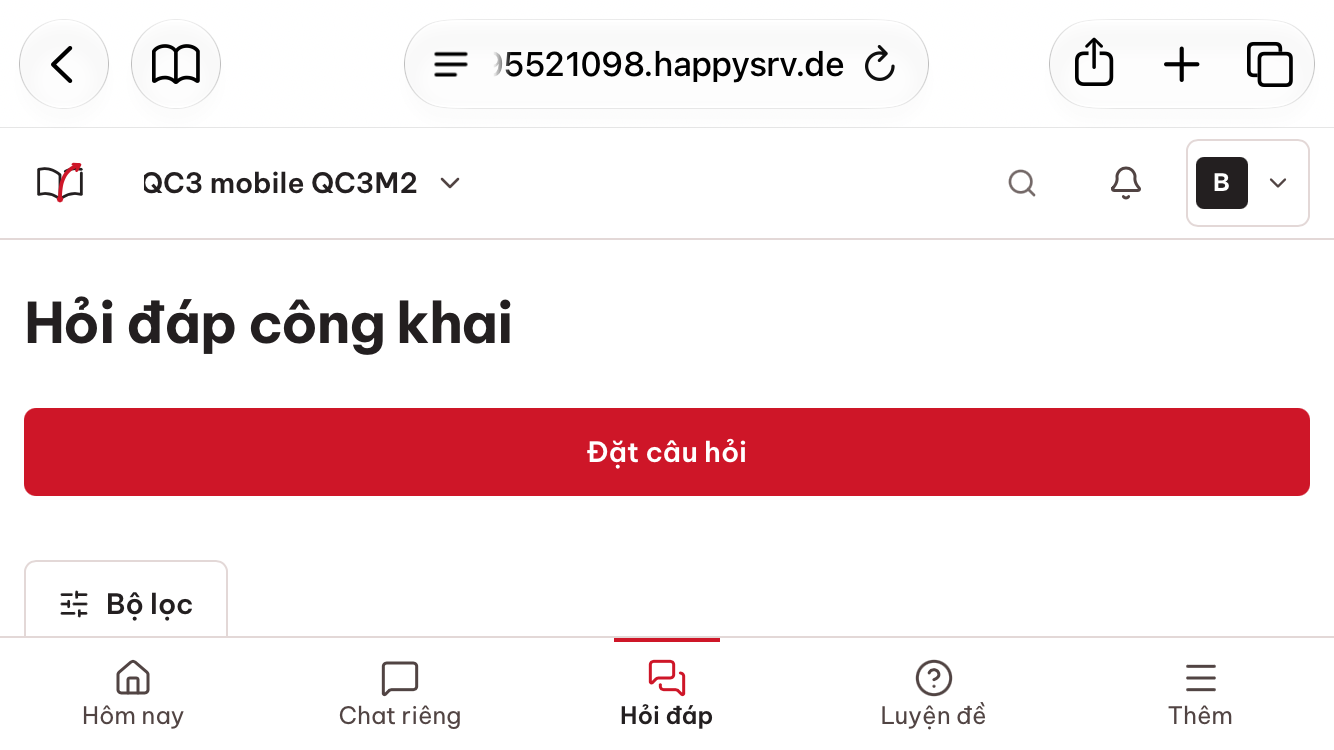 5521098.happysrv.de
QC3 mobile QC3M2
B
Hỏi đáp công khai
Đặt câu hỏi
Bộ lọc
Hôm nay
Chat riêng
Hỏi đáp
Luyện đề
Thêm